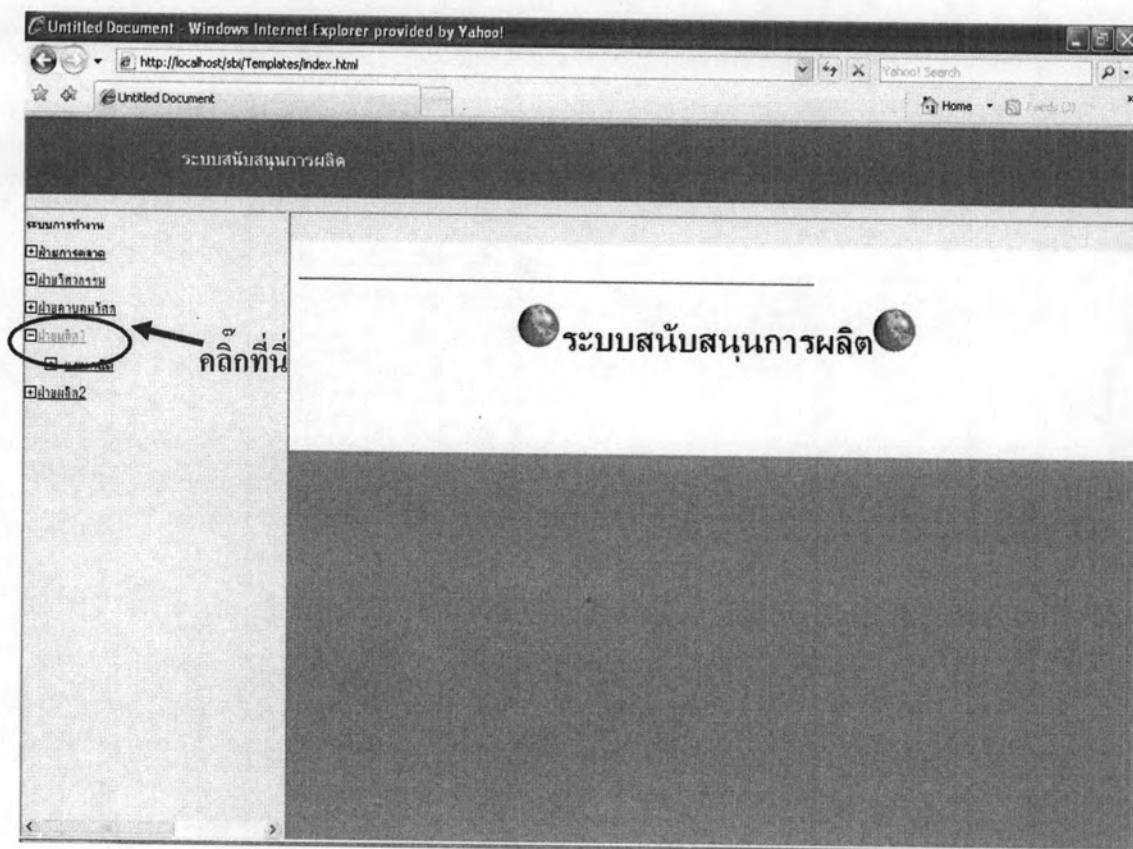 Untitled Document - Windows Internet Explorer provided by Yahoo!
http://localhost/sbi/Templates/index.html
Yahoo! Search
Untitled Document
Home
Feeds (3)
ระบบสนับสนุนการผลิต
ระบบการทำงาน
ฝ่ายการตลาด
ฝ่ายวิศวกรรม
ฝ่ายควบคุมวัสดุ
ฝ่ายผลิต1
ฝ่ายผลิต2
คลิ๊กที่นี่
ระบบสนับสนุนการผลิต